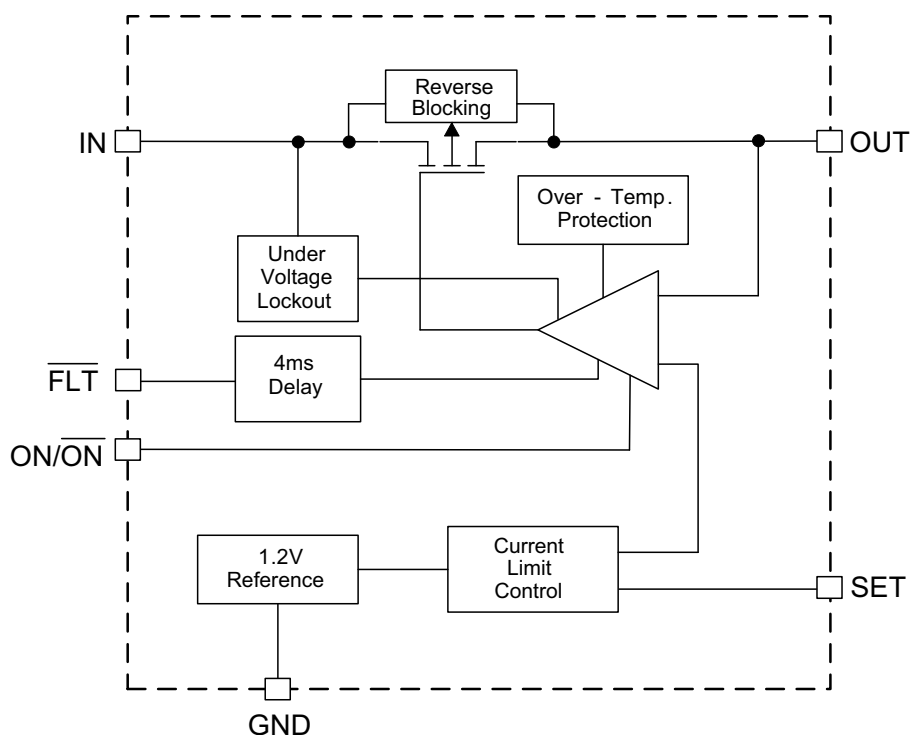 Reverse
Blocking
IN
OUT
Over - Temp.
Protection
Under
Voltage
Lockout
FLT
4ms
Delay
ON/ON
1.2V
Reference
Current
Limit
Control
SET
GND